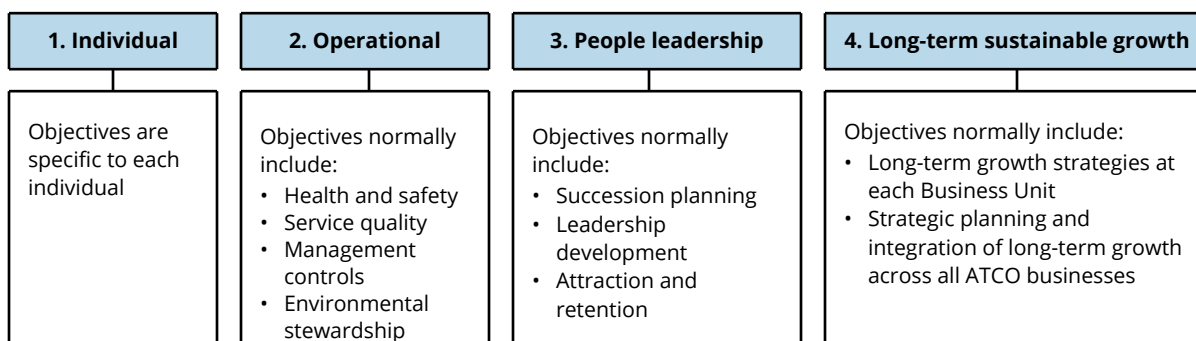 1. Individual
Objectives are
specific to each
individual
2. Operational
Objectives normally
include:
• Health and safety
• Service quality
• Management
controls
• Environmental
stewardship
3. People leadership
Objectives normally
include:
• Succession planning
• Leadership
development
• Attraction and
retention
4. Long-term sustainable growth
Objectives normally include:
• Long-term growth strategies at
each Business Unit
• Strategic planning and
integration of long-term growth
across all ATCO businesses